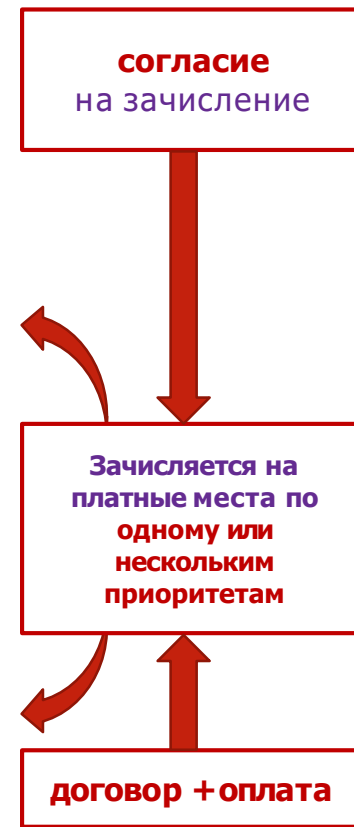 согласие
на зачисление
Зачисляется на
платные места по
одному или
нескольким
приоритетам
договор +оплата